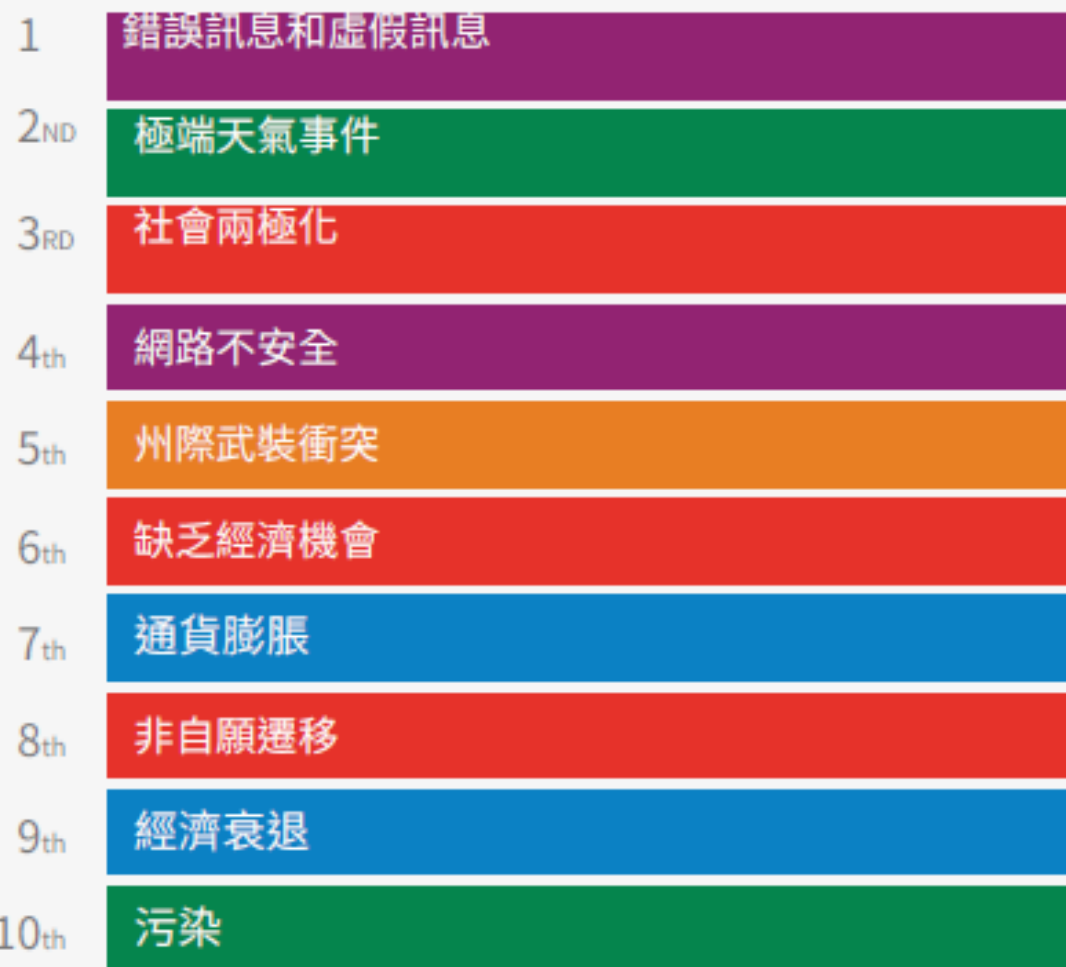 1 錯誤訊息和虛假訊息
2ND 極端天氣事件
3RD 社會兩極化
4th 網路不安全
5th 州際武裝衝突
6th 缺乏經濟機會
7th 通貨膨脹
8th 非自願遷移
9th 經濟衰退
10th 污染